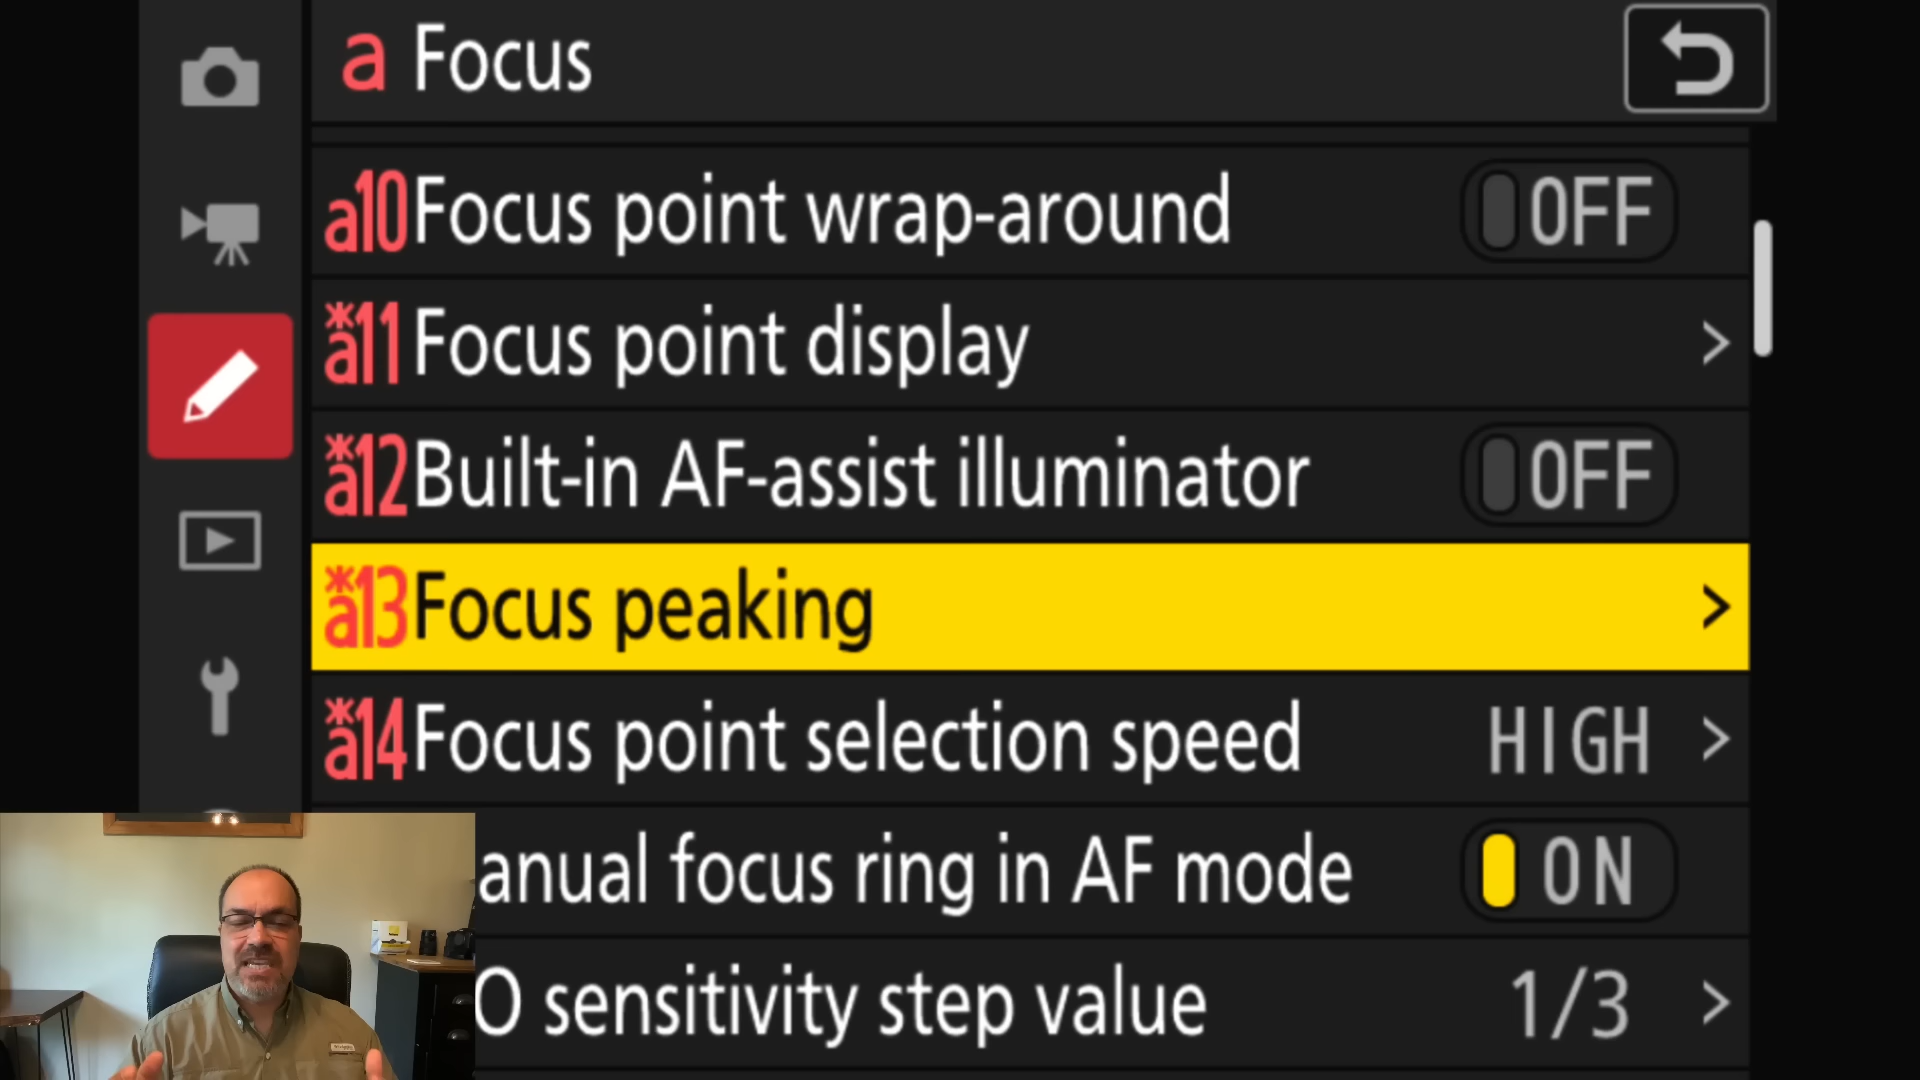 a Focus
a10 Focus point wrap-around OFF
*a11 Focus point display >
*a12 Built-in AF-assist illuminator OFF
*a13 Focus peaking >
*a14 Focus point selection speed HIGH >
anual focus ring in AF mode ON
O sensitivity step value 1/3 >